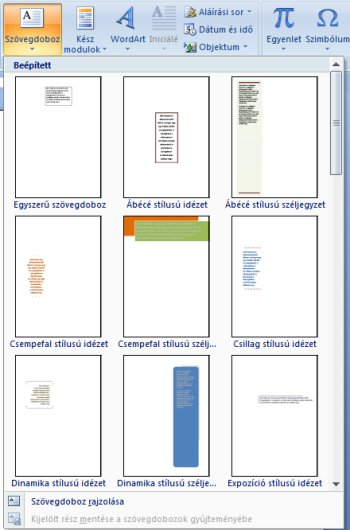 Szövegdoboz
Kész
modulok
WordArt
Iniciálé
Aláírási sor
Dátum és idő
Objektum
Egyenlet
Szimbólum
Beépített
Egyszerű szövegdoboz
Ábécé stílusú idézet
Ábécé stílusú széljegyzet
Csempefal stílusú idézet
Csempefal stílusú szélj...
Csillag stílusú idézet
Dinamika stílusú idézet
Dinamika stílusú szélje...
Expozíció stílusú idézet
Szövegdoboz rajzolása
Kijelölt rész mentése a szövegdobozok gyűjteményébe